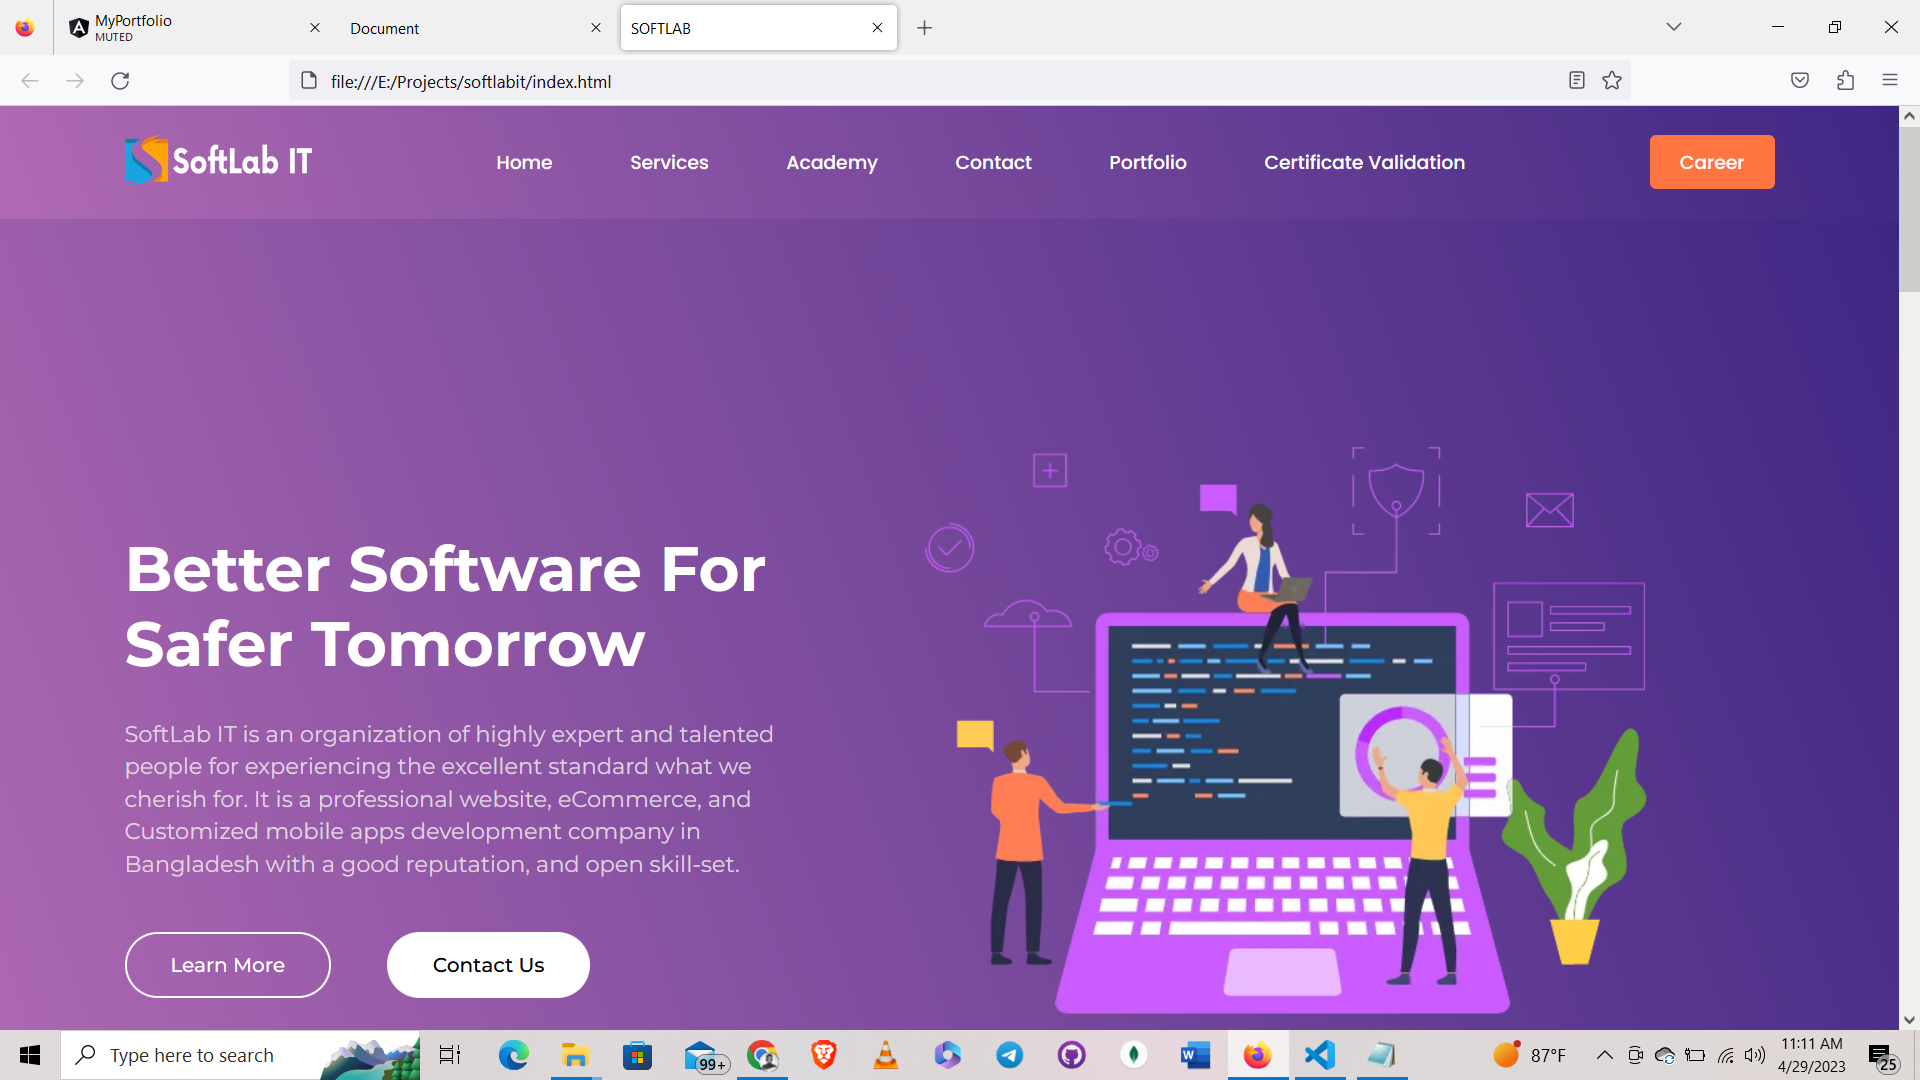 MyPortfolio
MUTED
Document
SOFTLAB
file:///E:/Projects/softlabit/index.html
SoftLab IT
Home
Services
Academy
Contact
Portfolio
Certificate Validation
Career
Better Software For
Safer Tomorrow
SoftLab IT is an organization of highly expert and talented
people for experiencing the excellent standard what we
cherish for. It is a professional website, eCommerce, and
Customized mobile apps development company in
Bangladesh with a good reputation, and open skill-set.
Learn More
Contact Us
Type here to search
99+
W
87°F
11:11 AM
4/29/2023
25